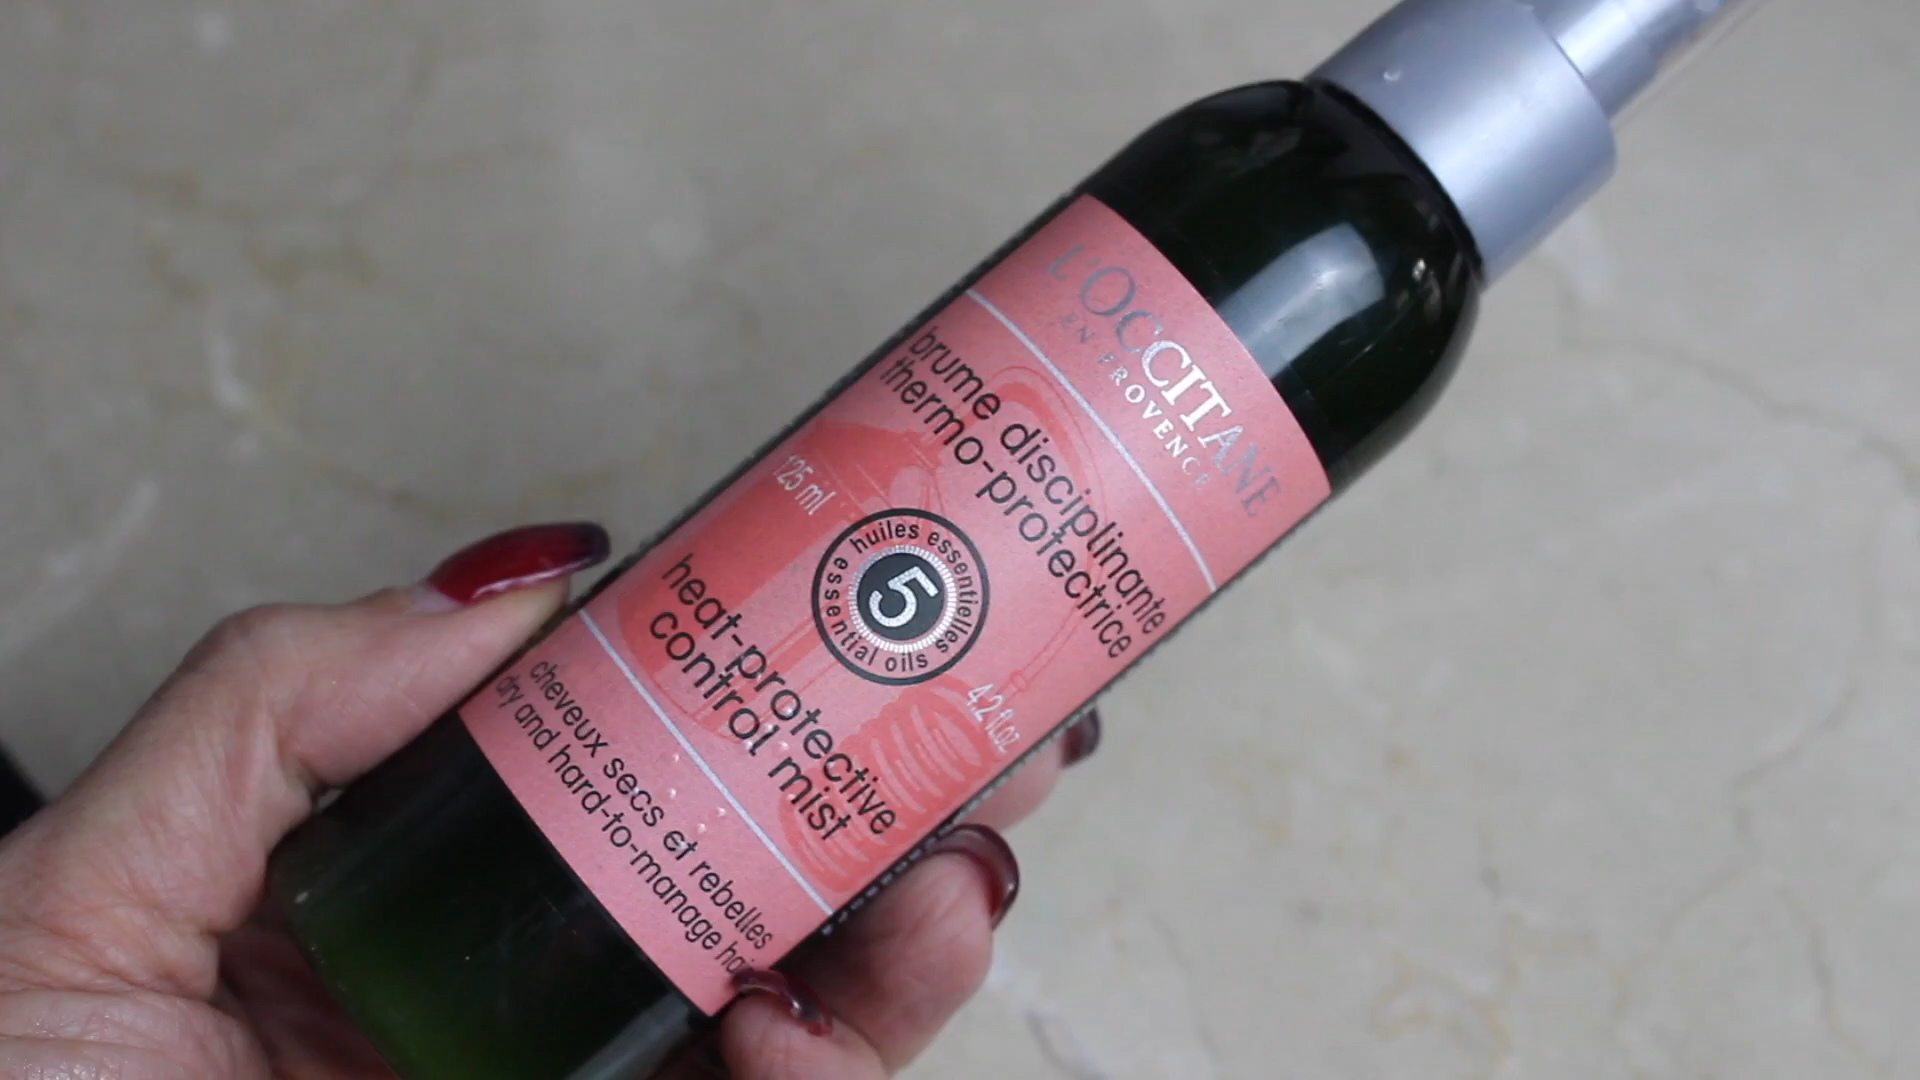 L'OCCITANE
EN PROVENCE
brume disciplinante
thermo-protectrice
125 ml
huiles essentielles
5
essential oils
4.2 fl.oz
heat-protective
control mist
cheveux secs et rebelles
dry and hard-to-manage